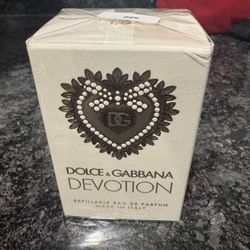 DG
DOLCE & GABBANA
DEVOTION
REFILLABLE EAU DE PARFUM
MADE IN ITALY